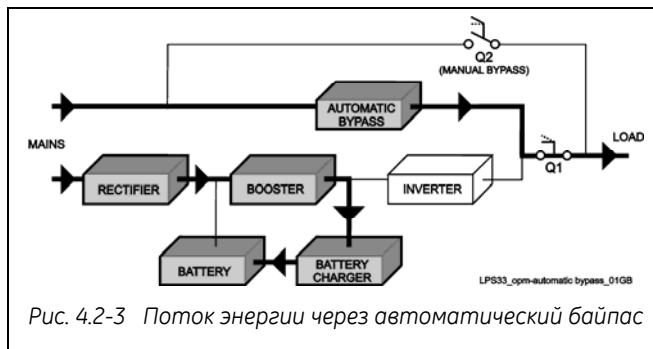 Q2
(MANUAL BYPASS)
AUTOMATIC
BYPASS
MAINS
LOAD
Q1
RECTIFIER
BOOSTER
INVERTER
BATTERY
BATTERY
CHARGER
LPS33_opm-automatic bypass_01GB
Рис. 4.2-3 Поток энергии через автоматический байпас